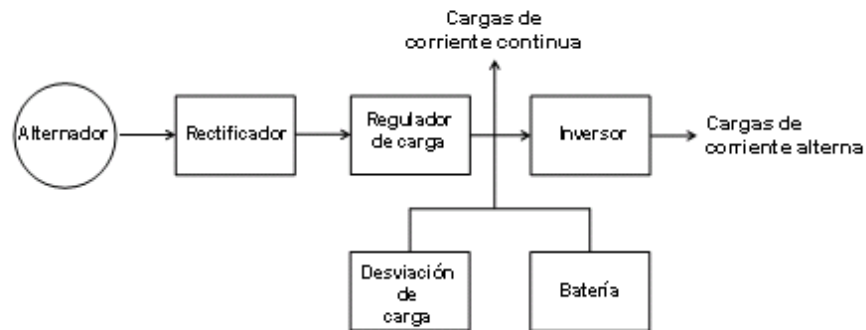 Cargas de
corriente continua
Alternador
Rectificador
Regulador
de carga
Inversor
Cargas de
corriente alterna
Desviación
de
carga
Batería